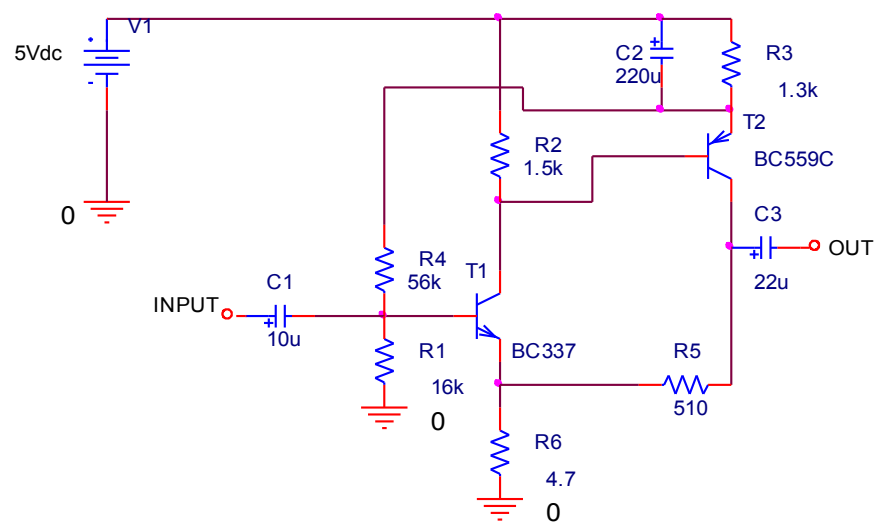 V1
5Vdc
+
-
0
C2
220u
+
R3
1.3k
R2
1.5k
T2
BC559C
C3
+
22u
OUT
R4
56k
T1
C1
INPUT
+
10u
R1
16k
0
BC337
R5
510
R6
4.7
0